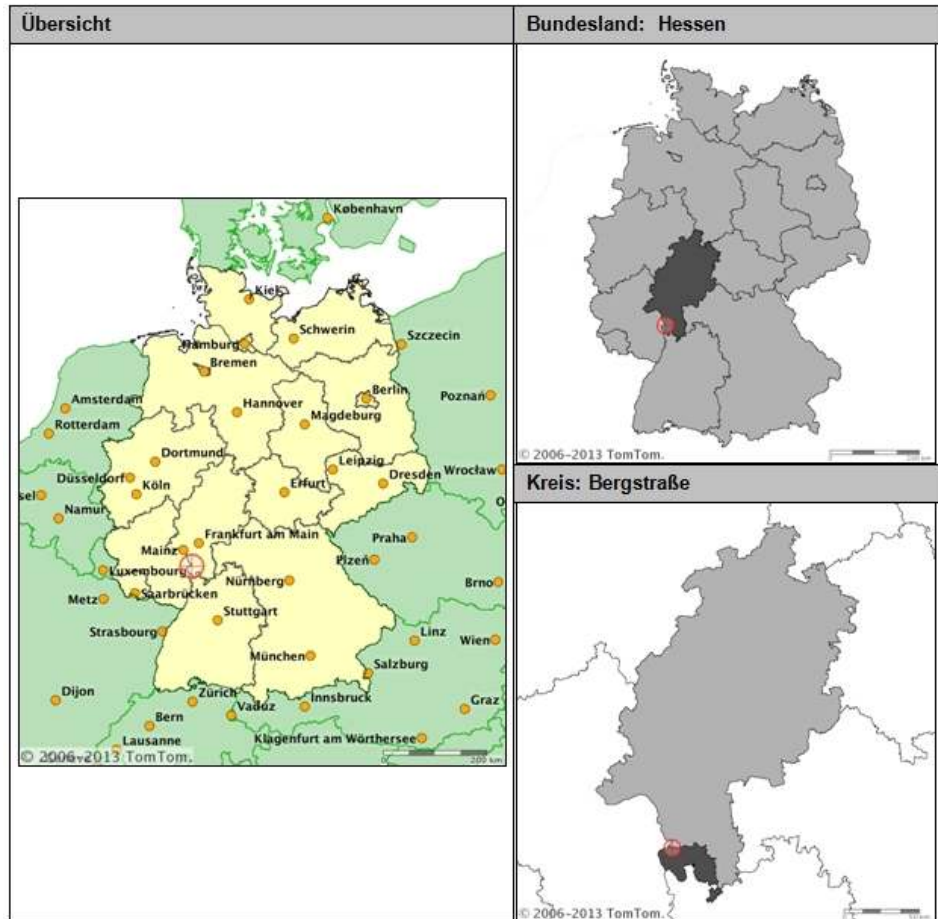 Übersicht
Bundesland: Hessen
© 2006–2013 TomTom.
Kreis: Bergstraße
© 2006–2013 TomTom.
København
Kiel
Schwerin
Szczecin
Hamburg
Bremen
Berlin
Poznań
Amsterdam
Hannover
Magdeburg
Rotterdam
Dortmund
Leipzig
Düsseldorf
Dresden
Wrocław
Köln
Erfurt
sel
Namur
Frankfurt am Main
Praha
Mainz
Plzeň
Luxembourg
Nürnberg
Brno
Metz
Saarbrücken
Stuttgart
Strasbourg
Linz
Wien
München
Salzburg
Dijon
Zürich
Innsbruck
Vaduz
Graz
Bern
Klagenfurt am Wörthersee
Lausanne
© 2006–2013 TomTom.
0 200 km